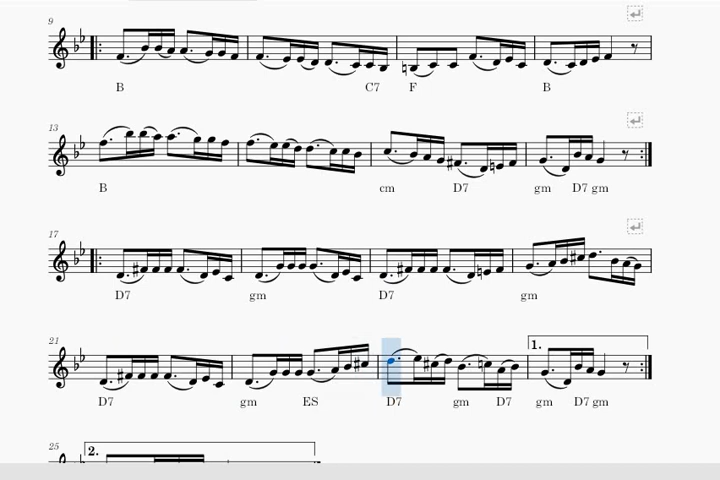 9
B C7 F B
13
B cm D7 gm D7 gm
17
D7 gm D7 gm
21
1.
D7 gm ES D7 gm D7 gm D7 gm
25
2.